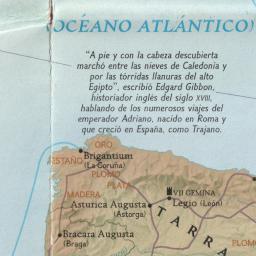 (OCÉANO ATLÁNTICO)
“A pie y con la cabeza descubierta
marchó entre las nieves de Caledonia y
por las tórridas llanuras del alto
Egipto”, escribió Edgard Gibbon,
historiador inglés del siglo XVIII,
hablando de los numerosos viajes del
emperador Adriano, nacido en Roma y
que creció en España, como Trajano.
ORO
ESTAÑO
Brigantium
(La Coruña)
PLOMO
PLATA
MADERA
VII GEMINA
Legio (León)
Asturica Augusta
(Astorga)
TARRA
Bracara Augusta
(Braga)
PLOMO